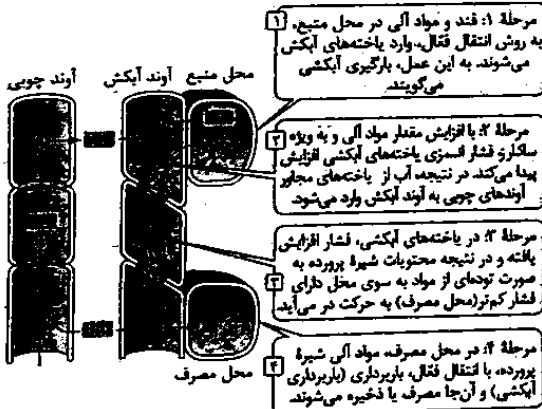 مرحلهٔ ۱: قند و مواد آلی در محل منبع،
به روش انتقال فعّال، وارد یاخته‌های آبکش
می‌شوند. به این عمل، بارگیری آبکشی
می‌گویند.
۱
محل منبع
آوند آبکش
آوند چوبی
مرحلهٔ ۲: با افزایش مقدار مواد آلی و به ویژه
ساکارز، فشار اسمزی یاخته‌های آبکشی افزایش
پیدا می‌کند. در نتیجه آب از یاخته‌های مجاور
آوندهای چوبی به آوند آبکش وارد می‌شود.
۲
مرحلهٔ ۳: در یاخته‌های آبکشی، فشار افزایش
یافته و در نتیجه محتویات شیرهٔ پرورده به
صورت توده‌ای از مواد به سوی محل دارای
فشار کم‌تر (محل مصرف) به حرکت در می‌آید.
۳
مرحلهٔ ۴: در محل مصرف، مواد آلی شیرهٔ
پرورده، با انتقال فعّال، باربرداری (باربرداری
آبکشی) و آن‌جا مصرف یا ذخیره می‌شوند.
۴
محل مصرف